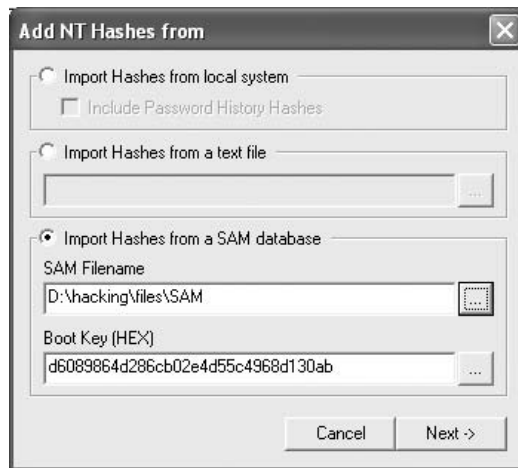 Add NT Hashes from
Import Hashes from local system
Include Password History Hashes
Import Hashes from a text file
...
Import Hashes from a SAM database
SAM Filename
D:\hacking\files\SAM
...
Boot Key (HEX)
d6089864d286cb02e4d55c4968d130ab
...
Cancel
Next ->